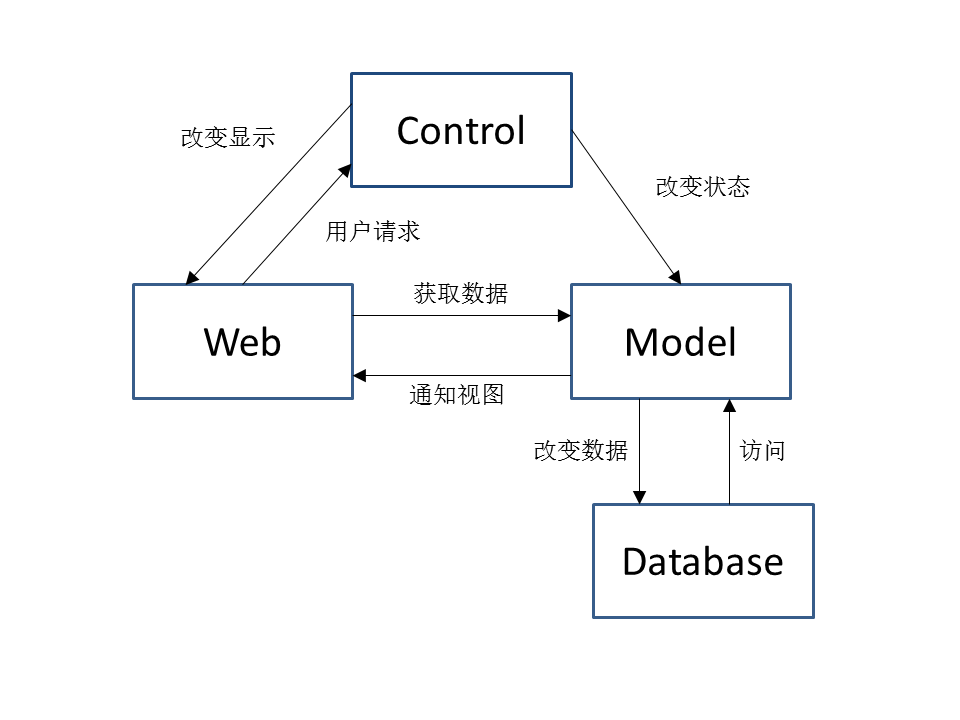 Control
改变显示
改变状态
用户请求
获取数据
Web
Model
通知视图
改变数据
访问
Database